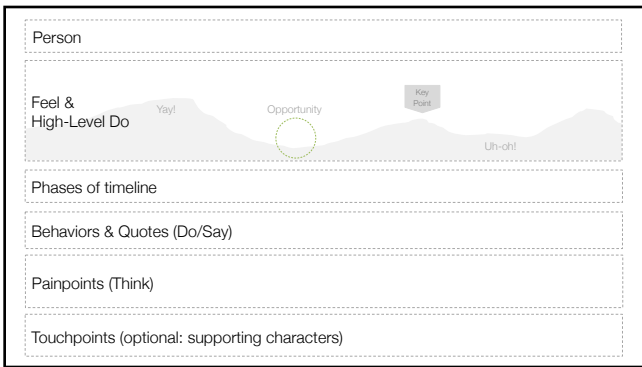 Person
Feel &
High-Level Do
Yay!
Opportunity
Key
Point
Uh-oh!
Phases of timeline
Behaviors & Quotes (Do/Say)
Painpoints (Think)
Touchpoints (optional: supporting characters)